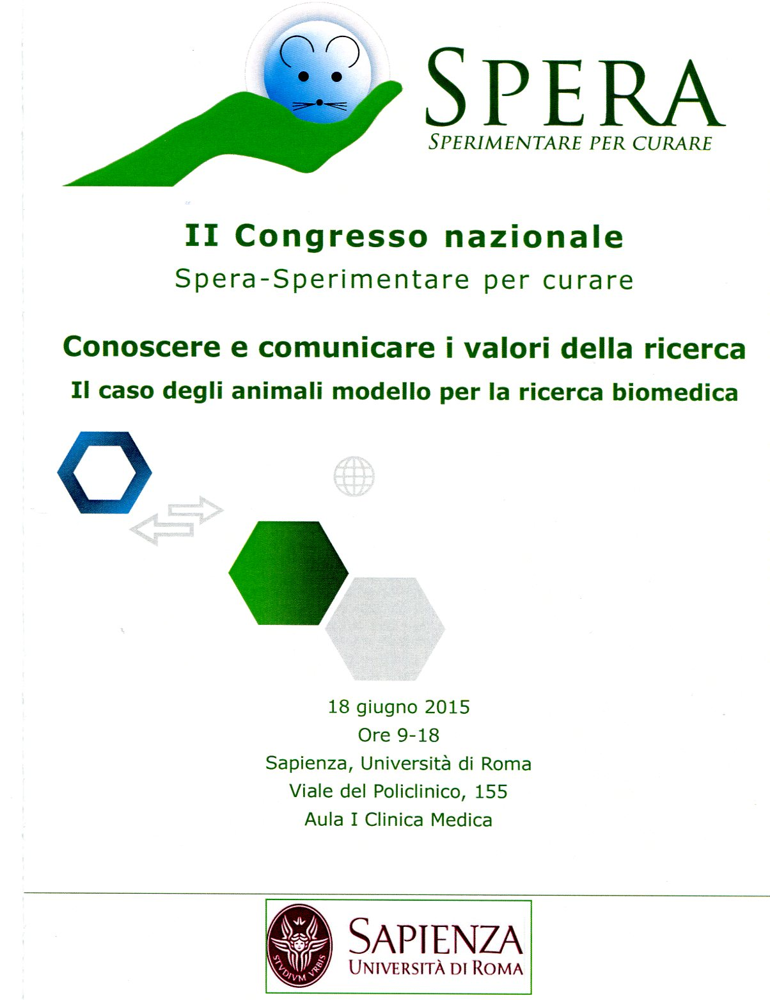 SPERA
SPERIMENTARE PER CURARE
II Congresso nazionale
Spera-Sperimentare per curare
Conoscere e comunicare i valori della ricerca
Il caso degli animali modello per la ricerca biomedica
18 giugno 2015
Ore 9-18
Sapienza, Università di Roma
Viale del Policlinico, 155
Aula I Clinica Medica
STVDIVM VRBIS
SAPIENZA
UNIVERSITÀ DI ROMA